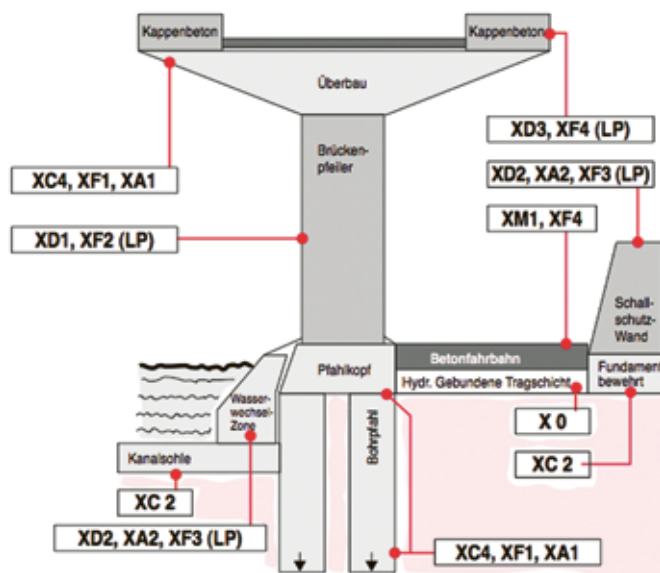 Kappenbeton
Kappenbeton
Überbau
XD3, XF4 (LP)
Brücken-
pfeiler
XC4, XF1, XA1
XD2, XA2, XF3 (LP)
XM1, XF4
XD1, XF2 (LP)
Schall-
schutz-
Wand
Betonfahrbahn
Pfahlkopf
Fundament
bewehrt
Hydr. Gebundene Tragschicht
Wasser-
wechsel-
Zone
X 0
Bohrpfahl
Kanalsohle
XC 2
XC 2
XD2, XA2, XF3 (LP)
XC4, XF1, XA1